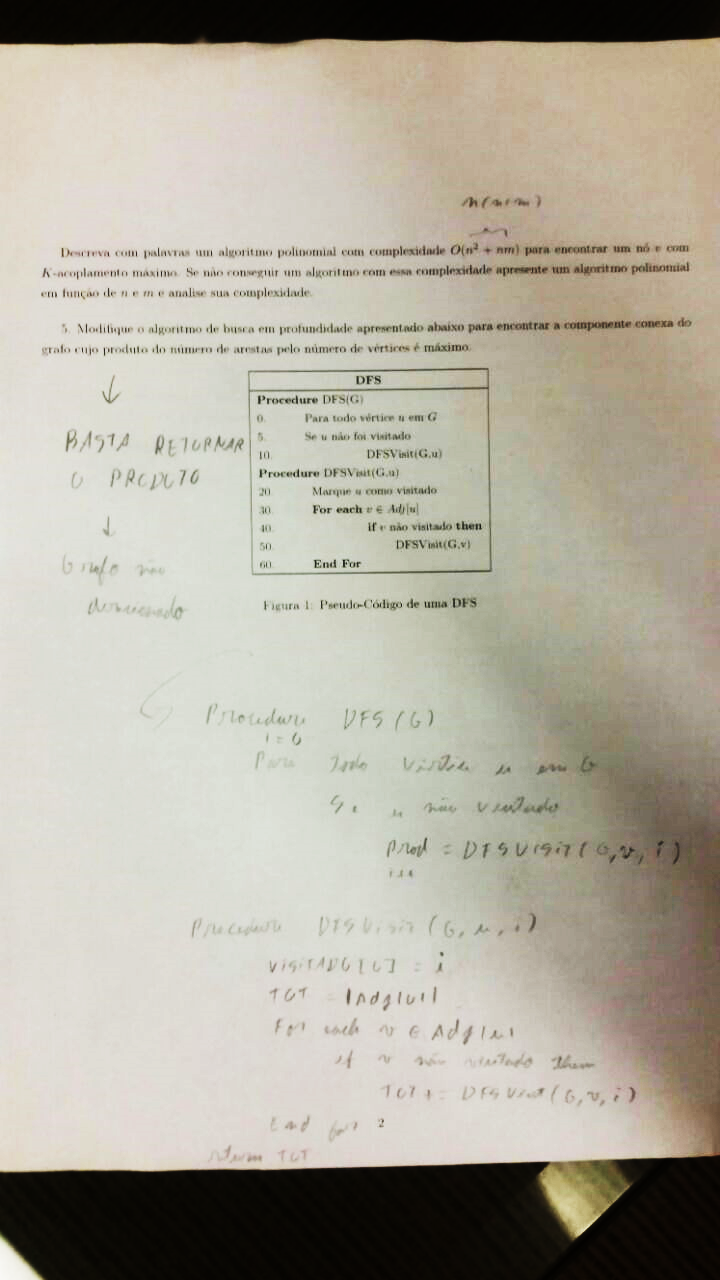 n(n+m)
Descreva com palavras um algoritmo polinomial com complexidade O(n² + nm) para encontrar um nó v com
K-acoplamento máximo. Se não conseguir um algoritmo com essa complexidade apresente um algoritmo polinomial
em função de n e m e analise sua complexidade.
5. Modifique o algoritmo de busca em profundidade apresentado abaixo para encontrar a componente conexa do
grafo cujo produto do número de arestas pelo número de vértices é máximo.
↓
BASTA RETORNAR
O PRODUTO
↓
Grafo não
direcionado
DFS
Procedure DFS(G)
0. Para todo vértice u em G
5. Se u não foi visitado
10. DFSVisit(G,u)
Procedure DFSVisit(G,u)
20. Marque u como visitado
30. For each v ∈ Adj[u]
40. if v não visitado then
50. DFSVisit(G,v)
60. End For
Figura 1: Pseudo-Código de uma DFS
Procedure DFS(G)
i = 0
Para todo vértice u em G
Se u não visitado
Prod = DFSVISIT(G,v,i)
Procedure DFSVisit(G,u,i)
VISITADO[U] = i
TOT = |Adj[U]|
For each v ∈ Adj[u]
if v não visitado then
TOT += DFSVisit(G,v,i)
End for
2
return TOT